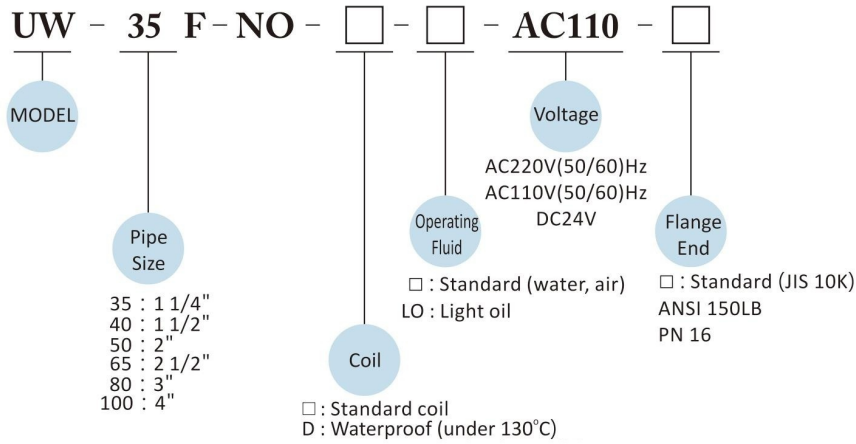 UW - 35 F - NO - □ - □ - AC110 - □
MODEL
Voltage
AC220V(50/60)Hz
AC110V(50/60)Hz
DC24V
Pipe
Size
35 : 1 1/4"
40 : 1 1/2"
50 : 2"
65 : 2 1/2"
80 : 3"
100 : 4"
Operating
Fluid
□ : Standard (water, air)
LO : Light oil
Flange
End
□ : Standard (JIS 10K)
ANSI 150LB
PN 16
Coil
□ : Standard coil
D : Waterproof (under 130°C)